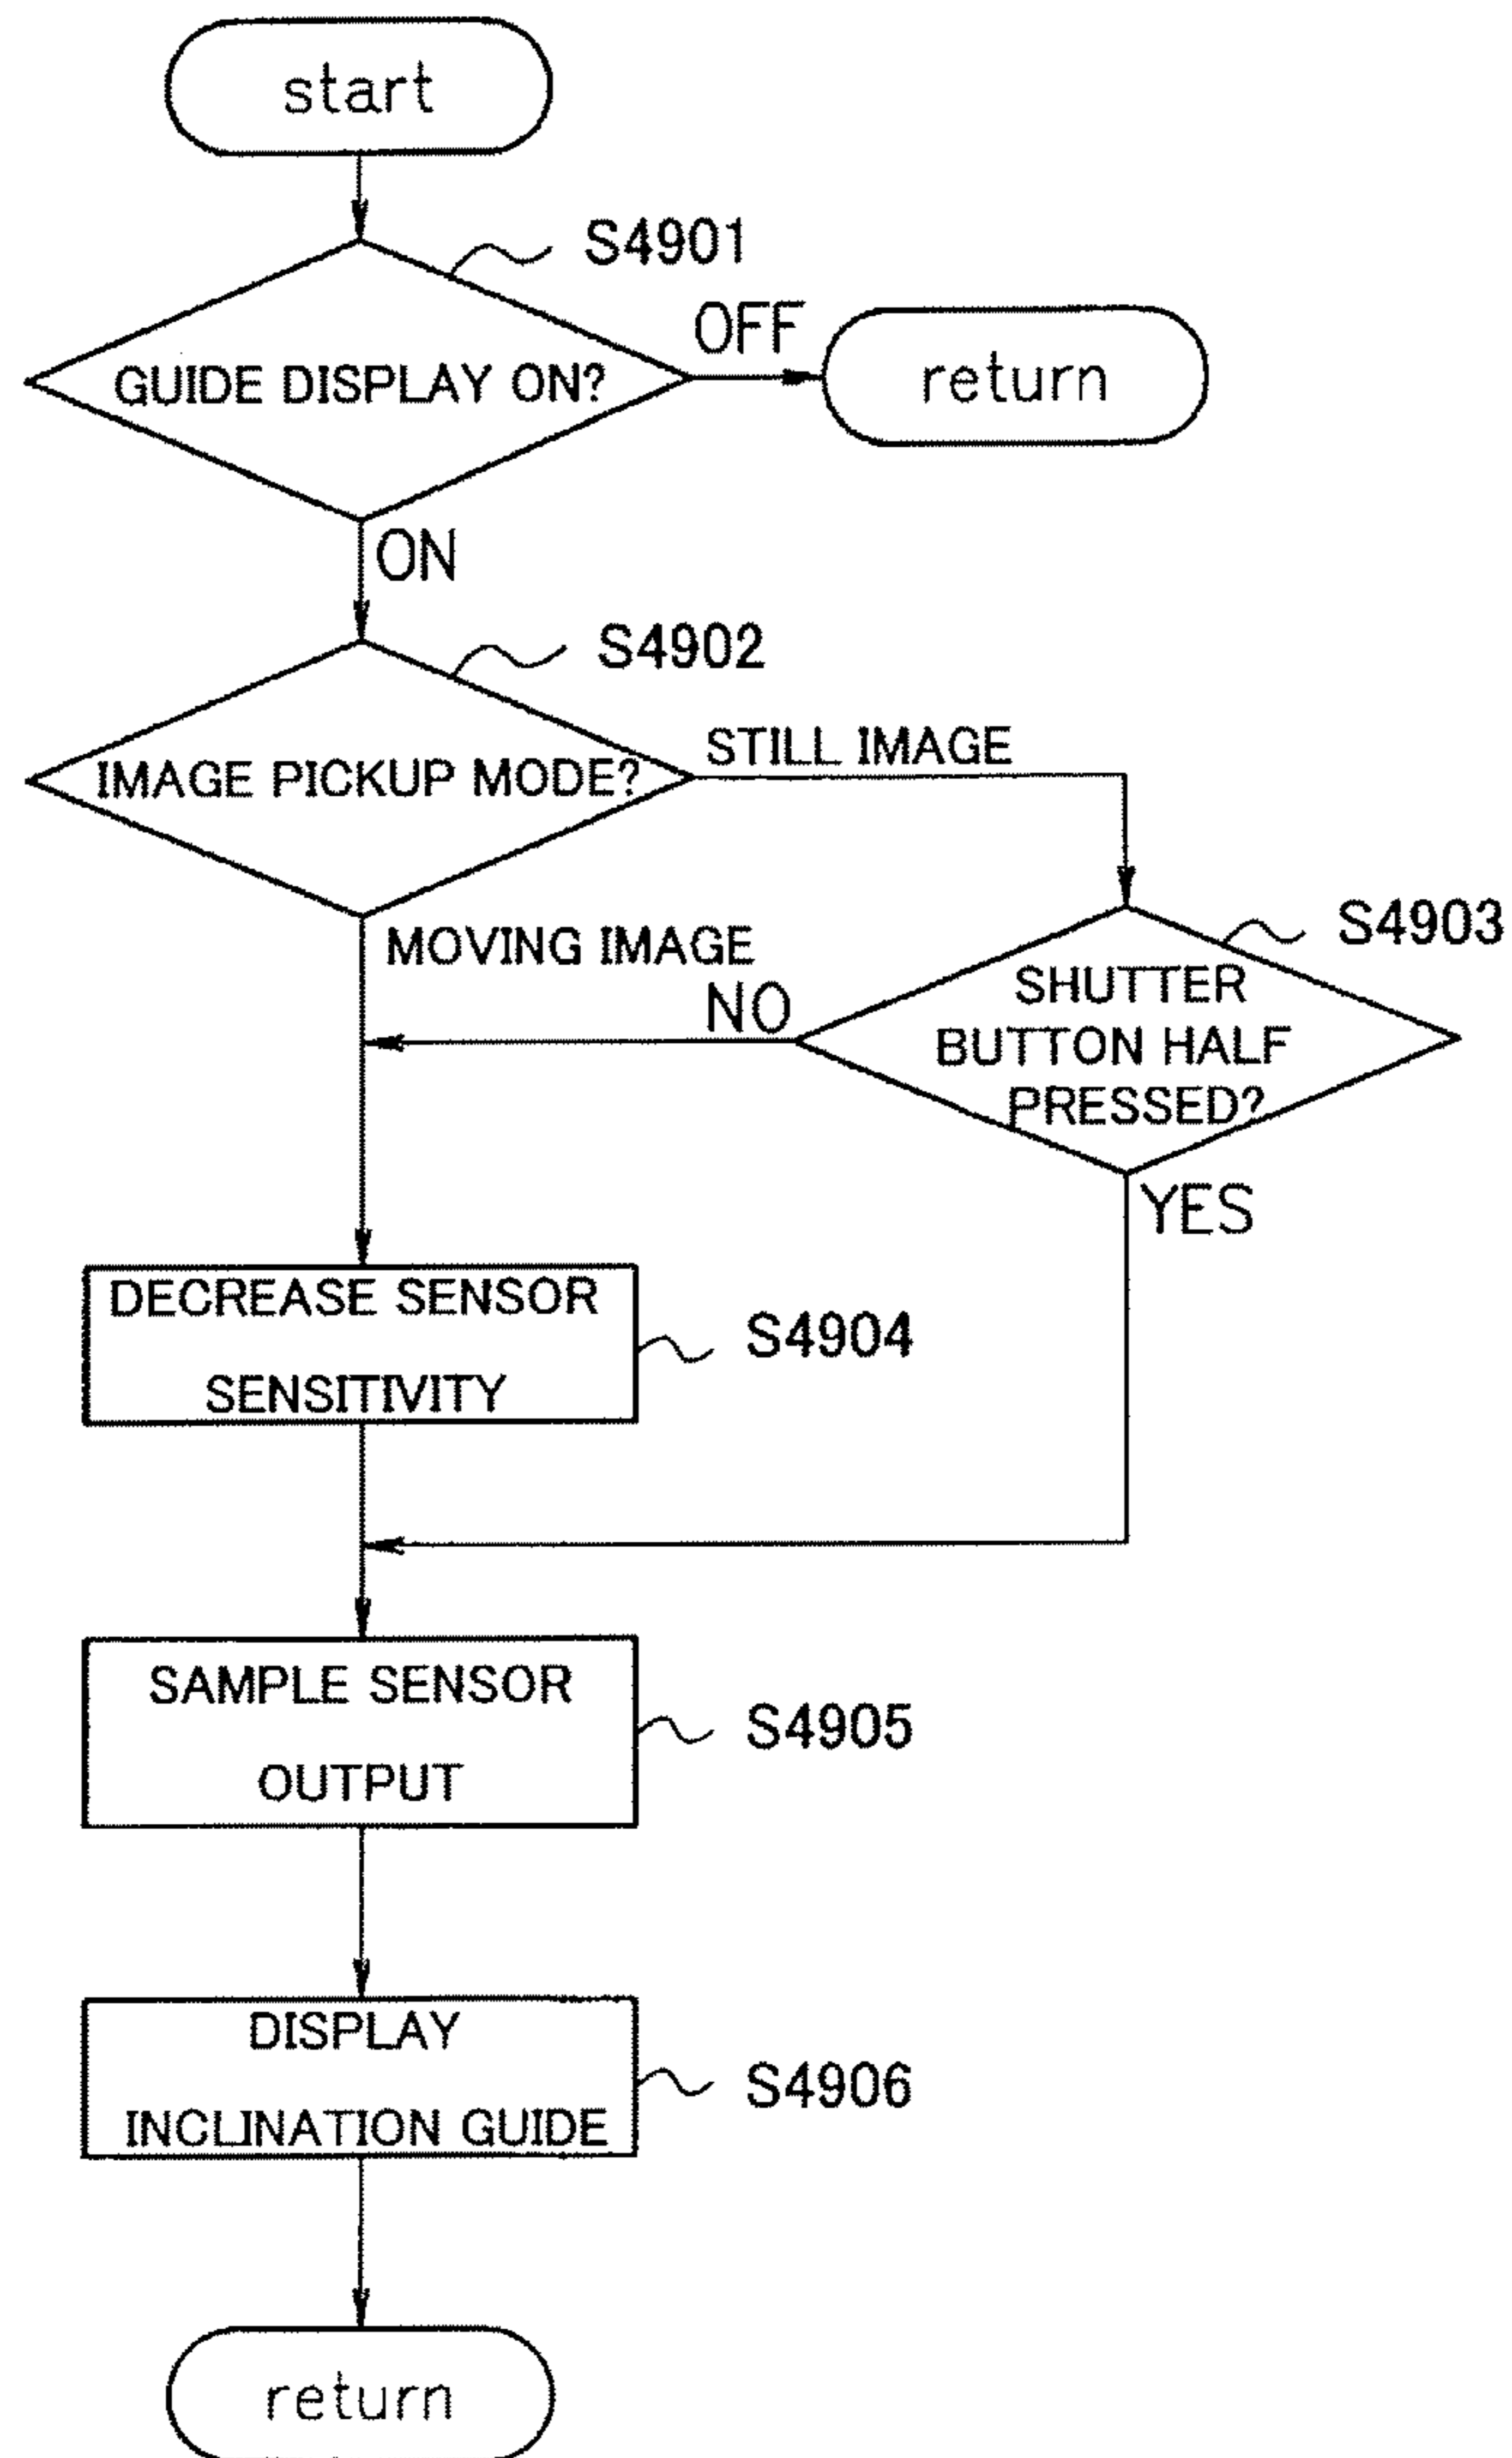 start
S4901
GUIDE DISPLAY ON?
OFF
return
ON
S4902
IMAGE PICKUP MODE?
STILL IMAGE
MOVING IMAGE
S4903
SHUTTER
BUTTON HALF
PRESSED?
NO
YES
DECREASE SENSOR
SENSITIVITY
S4904
SAMPLE SENSOR
OUTPUT
S4905
DISPLAY
INCLINATION GUIDE
S4906
return